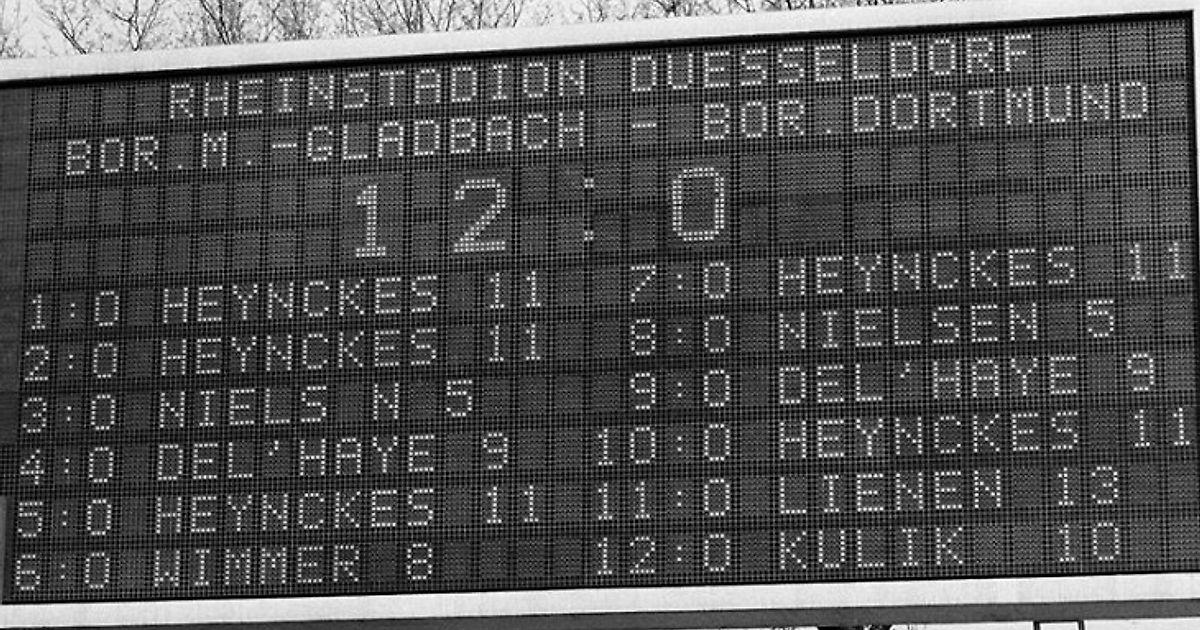 RHEINSTADION DUESSELDORF
BOR.M.-GLADBACH - BOR.DORTMUND
12:0
1:0 HEYNCKES 11 7:0 HEYNCKES 11
2:0 HEYNCKES 11 8:0 NIELSEN 5
3:0 NIELS N 5 9:0 DEL'HAYE 9
4:0 DEL'HAYE 9 10:0 HEYNCKES 11
5:0 HEYNCKES 11 11:0 LIENEN 13
6:0 WIMMER 8 12:0 KULIK 10